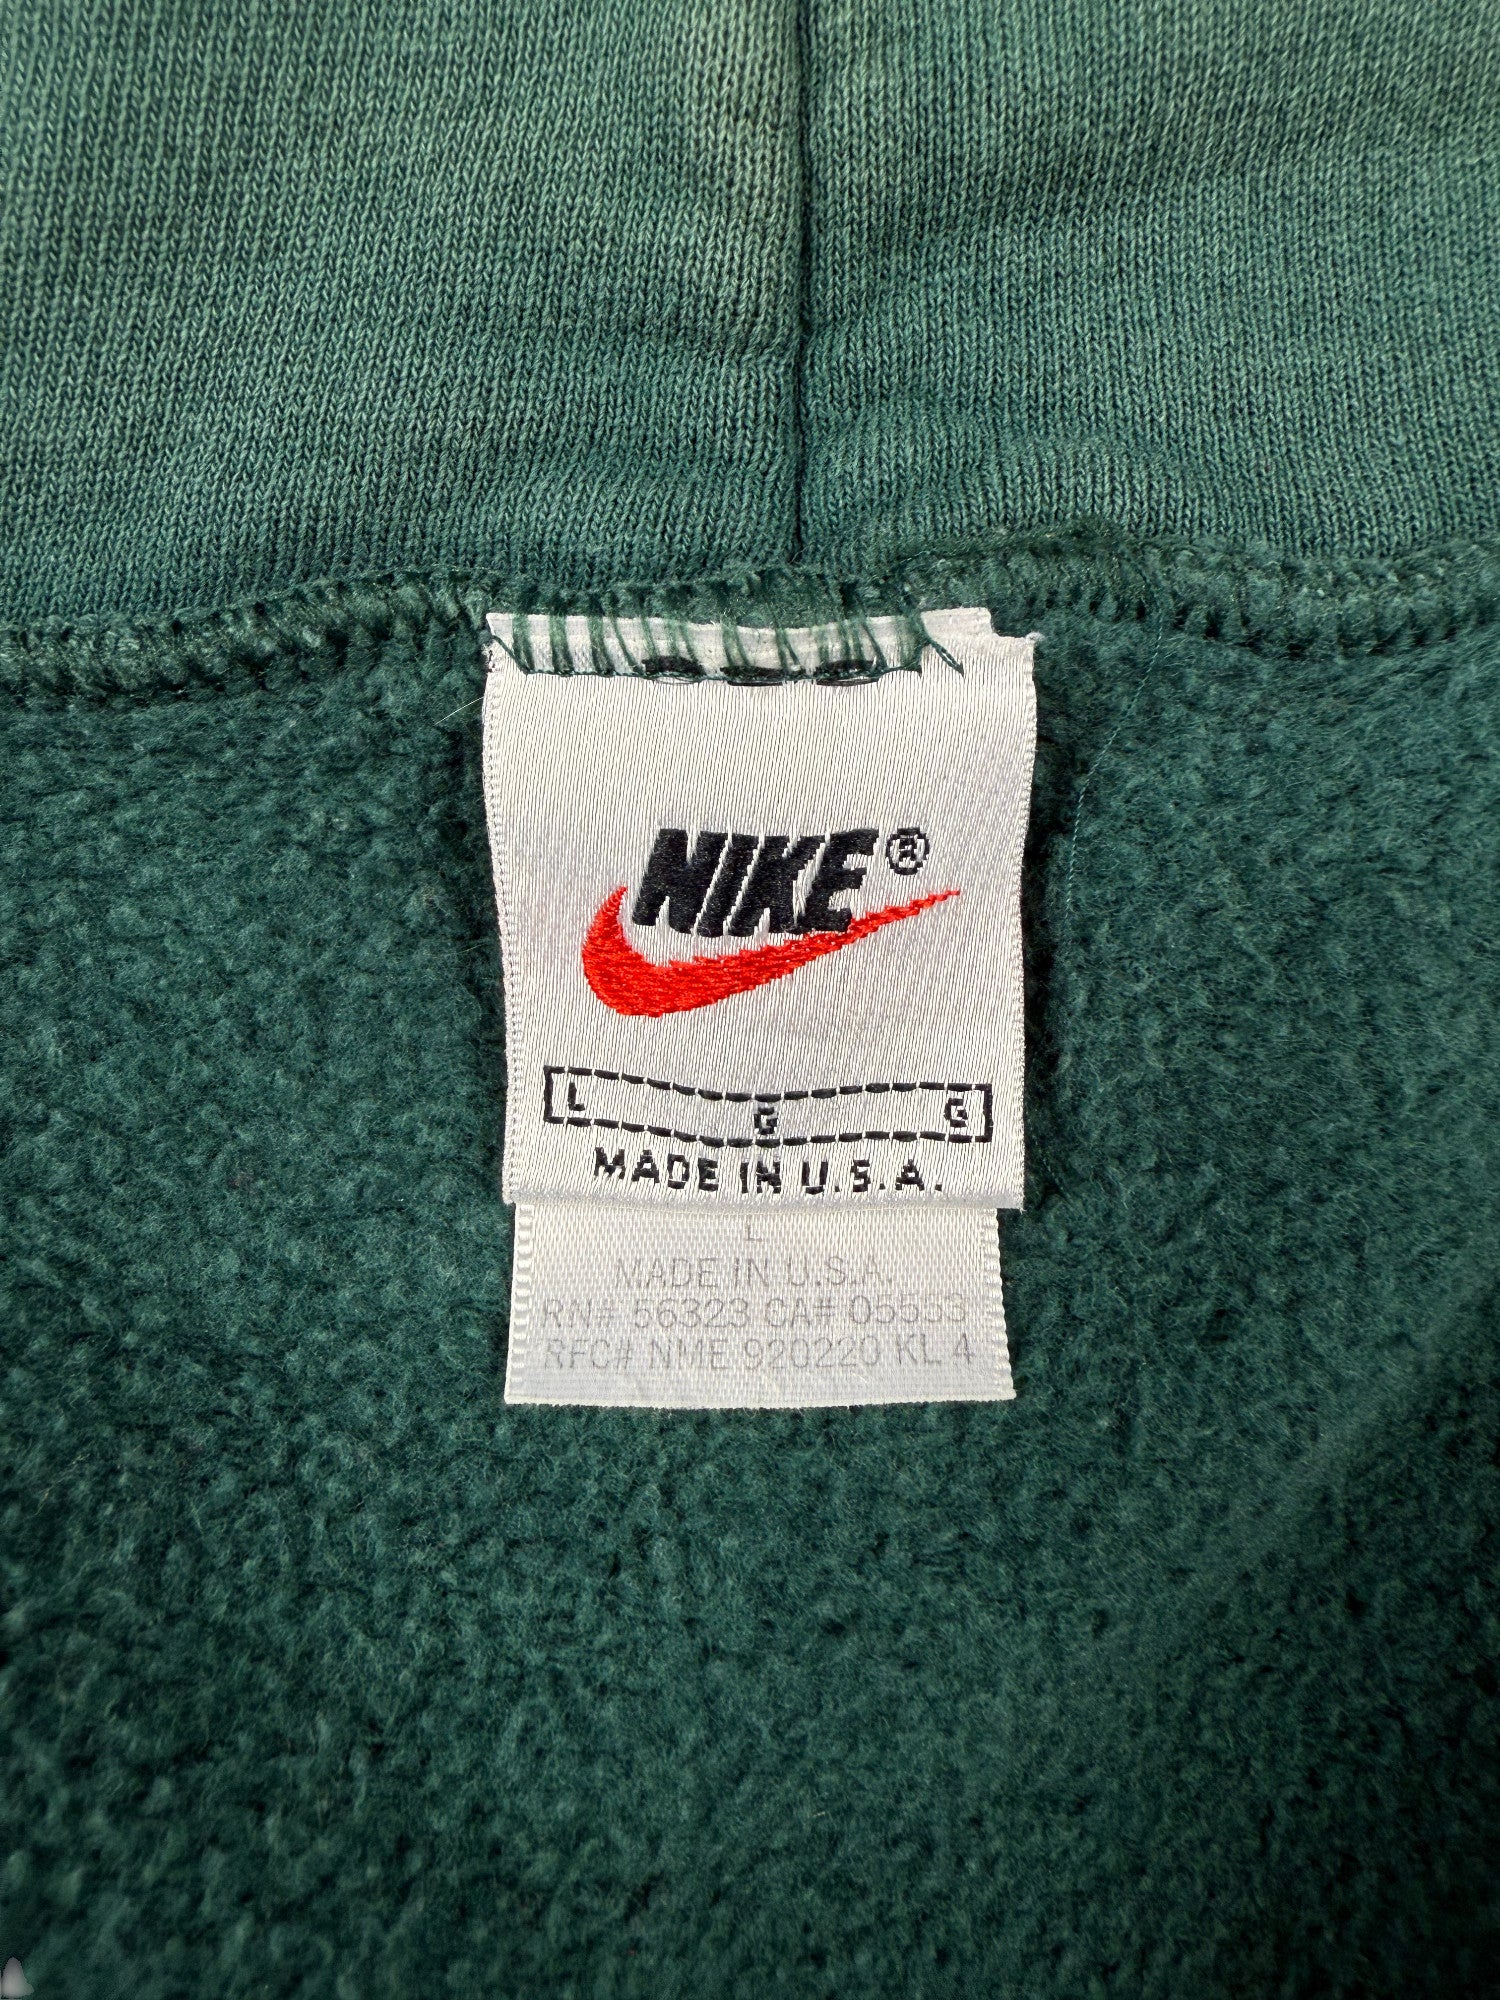 NIKE®
L G G
MADE IN U.S.A.
L
MADE IN U.S.A.
RN# 56323 CA# 05553
RFC# NME 920220 KL 4